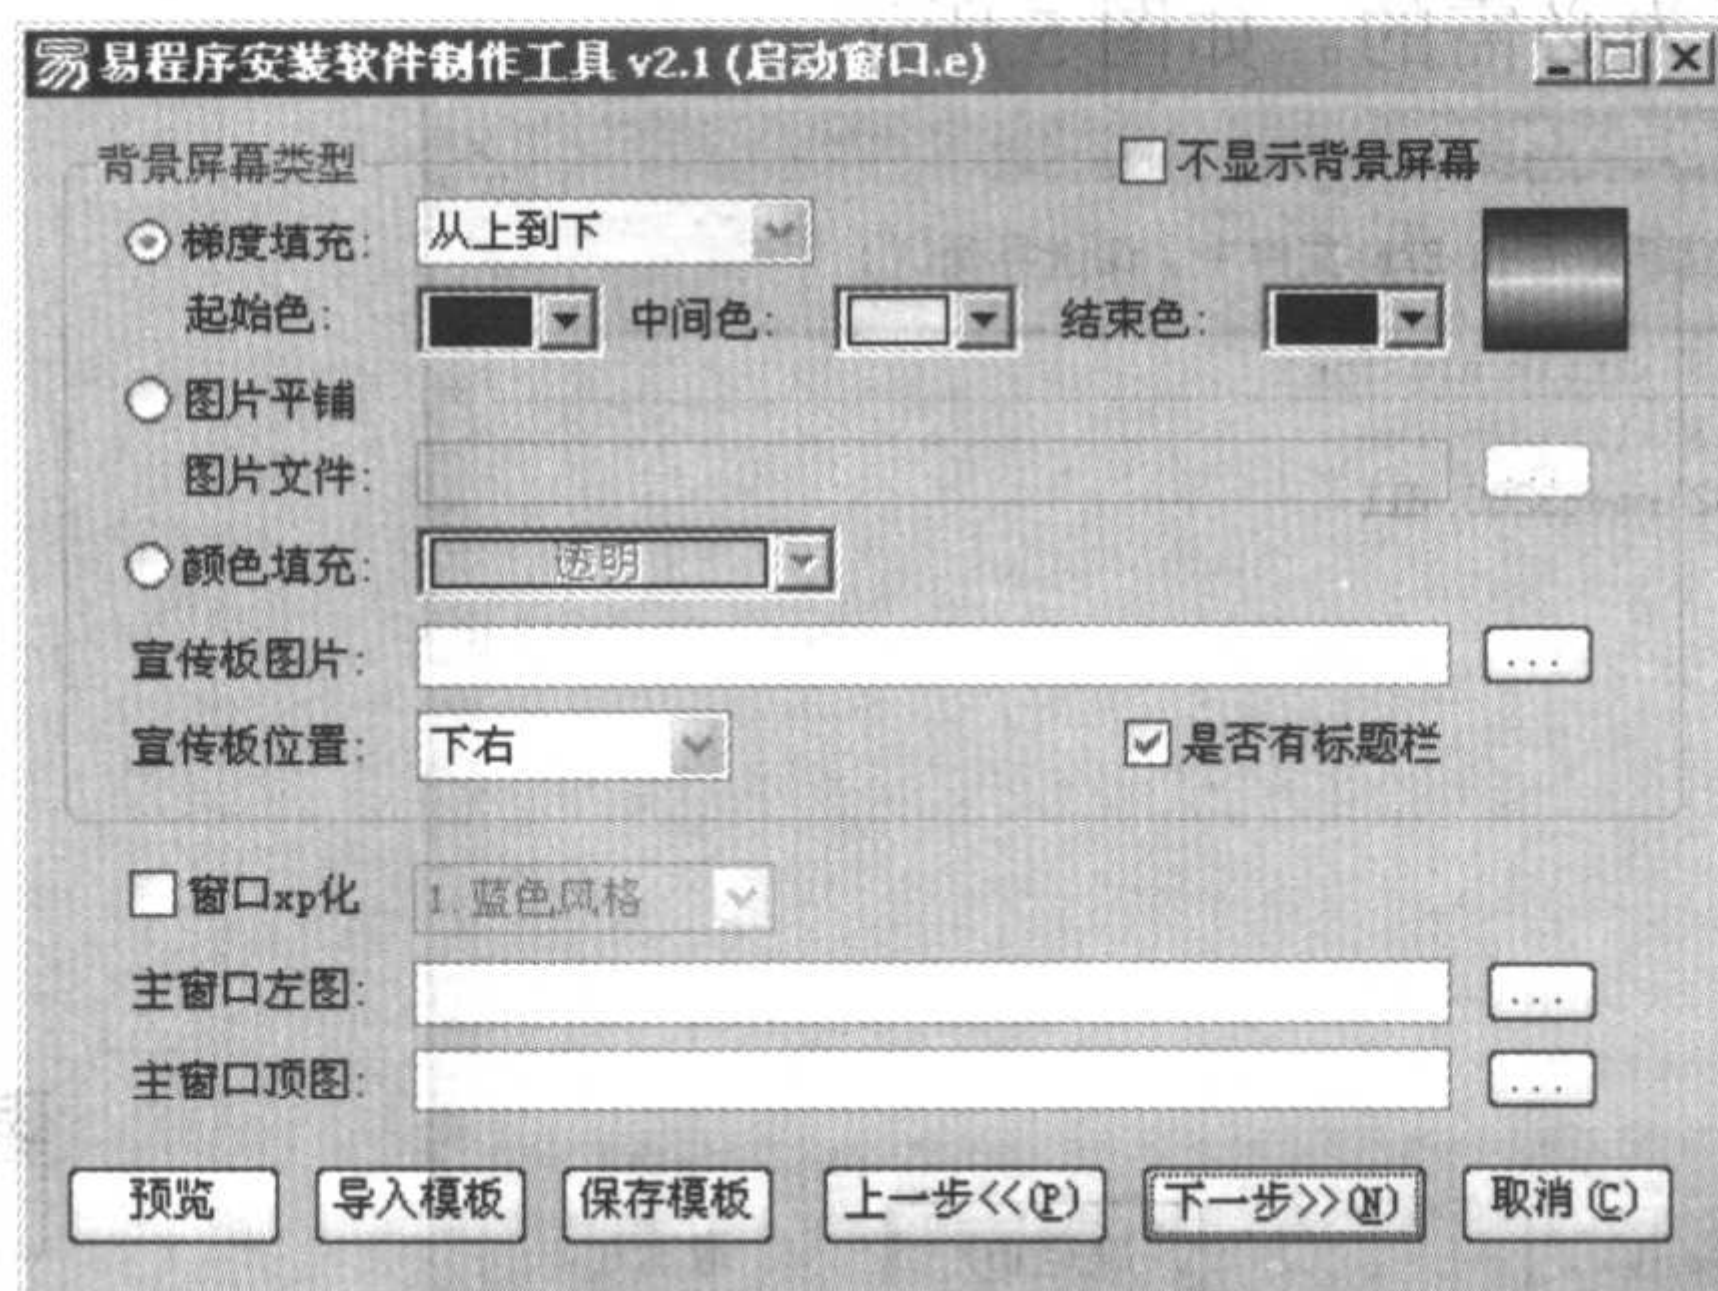 易程序安装软件制作工具 v2.1 (启动窗口.e)
背景屏幕类型 不显示背景屏幕
梯度填充: 从上到下
起始色: 中间色: 结束色:
图片平铺
图片文件: ...
颜色填充: 透明
宣传板图片: ...
宣传板位置: 下右 是否有标题栏
窗口xp化 1.蓝色风格
主窗口左图: ...
主窗口顶图: ...
预览 导入模板 保存模板 上一步<<(P) 下一步>>(N) 取消(C)